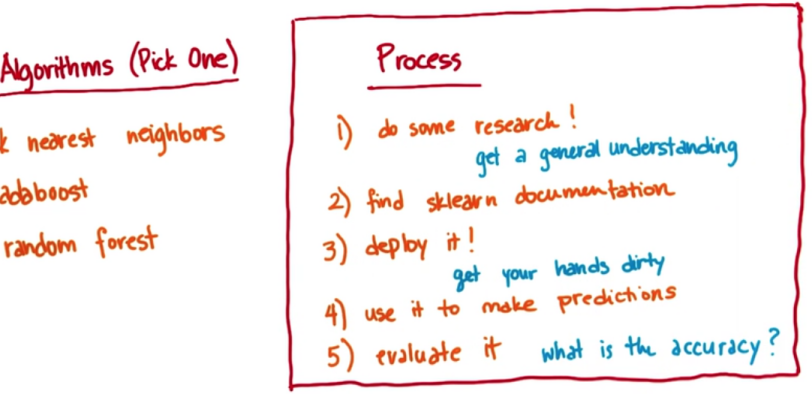 Algorithms (Pick One)
k nearest neighbors
adaboost
random forest
Process
1) do some research!
get a general understanding
2) find sklearn documentation
3) deploy it!
get your hands dirty
4) use it to make predictions
5) evaluate it what is the accuracy?